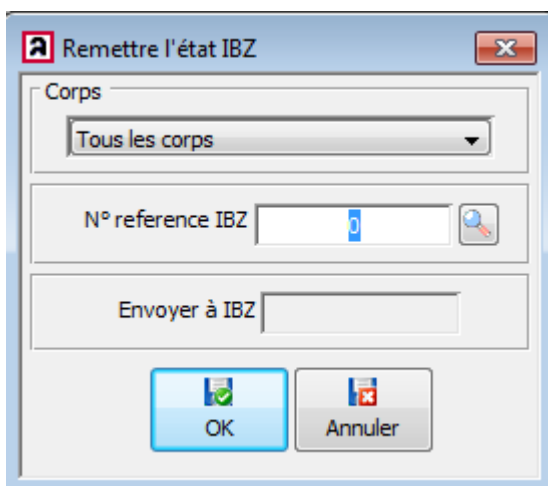 Remettre l'état IBZ
Corps
Tous les corps
N° reference IBZ 0
Envoyer à IBZ
OK Annuler